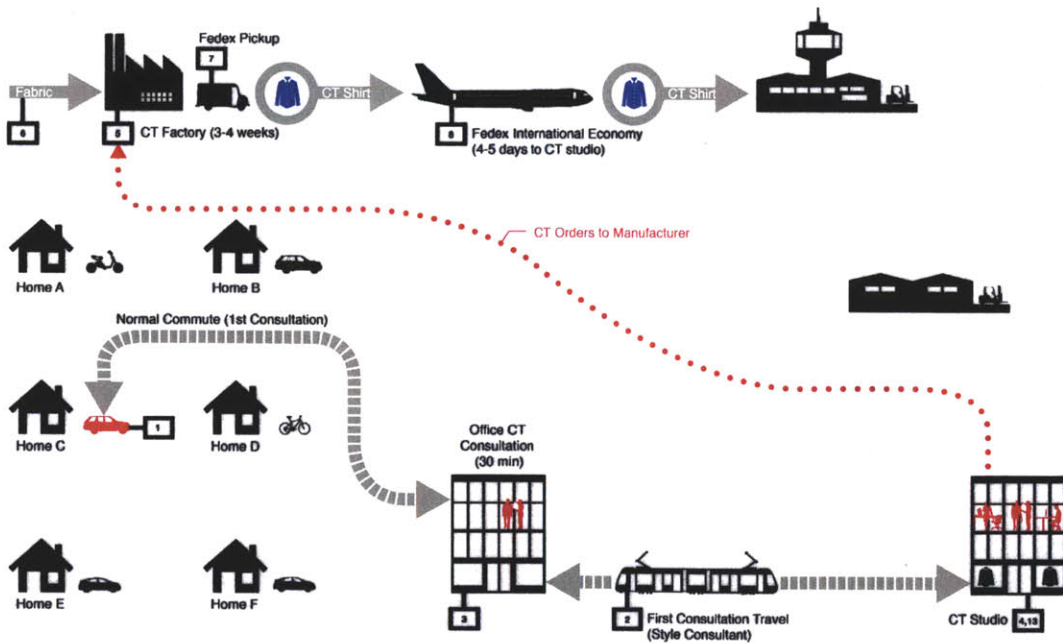 Fedex Pickup
7
Fabric
CT Shirt
CT Shirt
6
5
CT Factory (3-4 weeks)
8
Fedex International Economy
(4-5 days to CT studio)
CT Orders to Manufacturer
Home A
Home B
Normal Commute (1st Consultation)
1
Home C
Home D
Office CT
Consultation
(30 min)
Home E
Home F
3
2
First Consultation Travel
(Style Consultant)
CT Studio
4,13